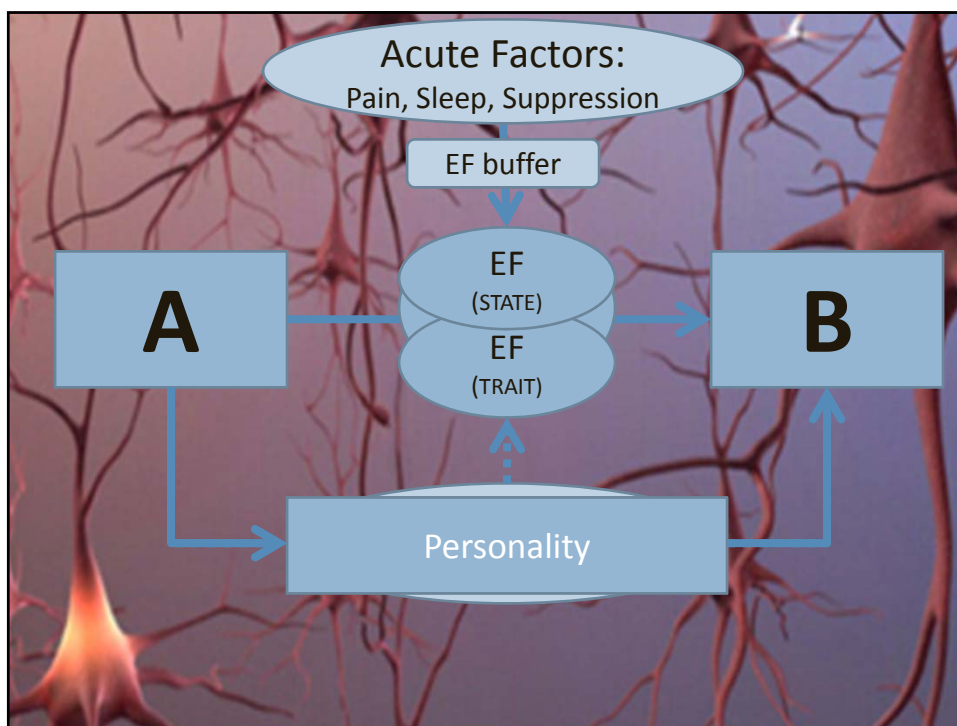 Acute Factors:
Pain, Sleep, Suppression
EF buffer
EF
(STATE)
A
B
EF
(TRAIT)
Personality